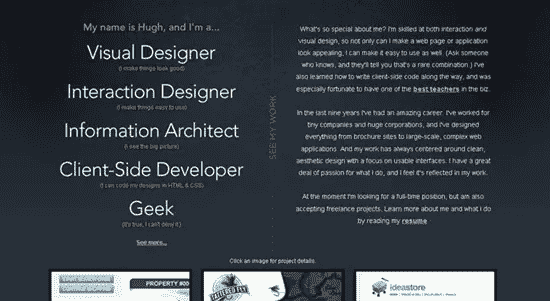 My name is Hugh, and I'm a...
Visual Designer
(I make things look good)
Interaction Designer
(I make things easy to use)
Information Architect
(I see the big picture)
Client-Side Developer
(I can code my designs in HTML & CSS)
Geek
(It's true, I can't deny it.)
See more...
SEE MY WORK
What's so special about me? I'm skilled at both interaction and
visual design, so not only can I make a web page or application
look appealing, I can make it easy to use as well. (Ask someone
who knows, and they'll tell you that's a rare combination.) I've
also learned how to write client-side code along the way, and was
especially fortunate to have one of the best teachers in the biz.
In the last nine years I've had an amazing career. I've worked for
tiny companies and huge corporations, and I've designed
everything from brochure sites to large-scale, complex web
applications. And my work has always centered around clean,
aesthetic design with a focus on usable interfaces. I have a great
deal of passion for what I do, and I feel it's reflected in my work.
At the moment I'm looking for a full-time position, but am also
accepting freelance projects. Learn more about me and what I do
by reading my resume
Click an image for project details.
PROPERTY #00
TAILORED FLY
ideastore